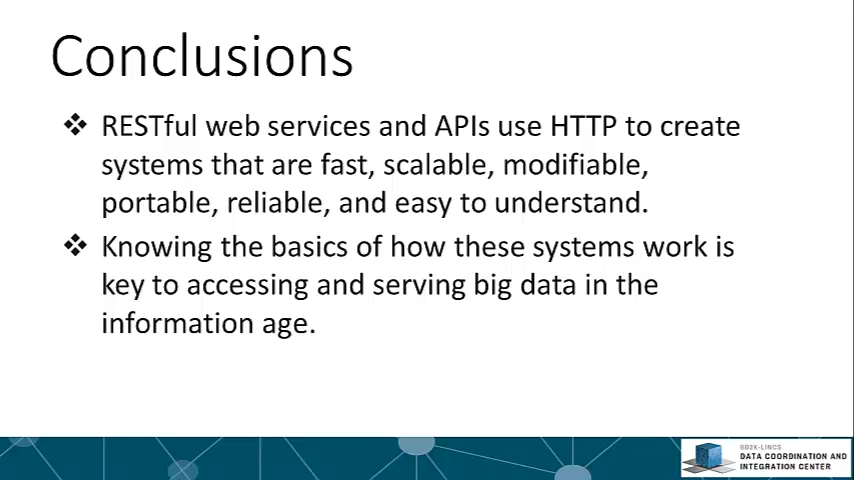 Conclusions
❖ RESTful web services and APIs use HTTP to create
systems that are fast, scalable, modifiable,
portable, reliable, and easy to understand.
❖ Knowing the basics of how these systems work is
key to accessing and serving big data in the
information age.
BD2K-LINCS
DATA COORDINATION AND
INTEGRATION CENTER